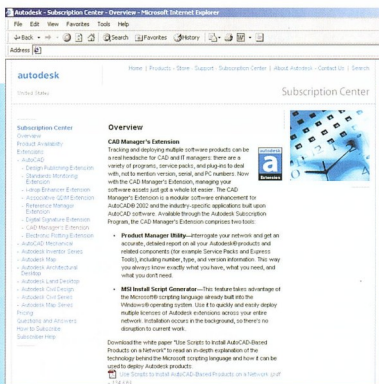 Autodesk - Subscription Center - Overview - Microsoft Internet Explorer
File Edit View Favorites Tools Help
Back Search Favorites History
Address
autodesk
Home | Products - Store - Support - Subscription Center | About Autodesk - Contact Us | Search
United States
Subscription Center
Subscription Center
Overview
Product Availability
Extensions
- AutoCAD
- Design Publishing Extension
- Standards Monitoring
Extension
- i-drop Enhancer Extension
- Associative GDIM Extension
- Reference Manager
Extension
- Digital Signature Extension
- CAD Manager's Extension
- Electronic Plotting Extension
- AutoCAD Mechanical
- Autodesk Inventor Series
- Autodesk Map
- Autodesk Architectural
Desktop
- Autodesk Land Desktop
- Autodesk Civil Design
- Autodesk Civil Series
- Autodesk Map Series
Pricing
Questions and Answers
How to Subscribe
Subscriber Help
Overview
CAD Manager's Extension
Tracking and deploying multiple software products can be
a real headache for CAD and IT managers: there are a
variety of programs, service packs, and plug-ins to deal
with, not to mention version, serial, and PC numbers. Now
with the CAD Manager's Extension, managing your
software assets just got a whole lot easier. The CAD
Manager's Extension is a modular software enhancement for
AutoCAD® 2002 and the industry-specific applications built upon
AutoCAD software. Available through the Autodesk Subscription
Program, the CAD Manager's Extension comprises two tools:
autodesk
a
Extension
• Product Manager Utility—interrogate your network and get an
accurate, detailed report on all your Autodesk® products and
related components (for example Service Packs and Express
Tools), including number, type, and version information. This way
you always know exactly what you have, what you need, and
what you don't need.
• MSI Install Script Generator—This feature takes advantage of
the Microsoft® scripting language already built into the
Windows® operating system. Use it to quickly and easily deploy
multiple licences of Autodesk extensions across your entire
network. Installation occurs in the background, so there's no
disruption to current work.
Download the white paper "Use Scripts to Install AutoCAD-Based
Products on a Network" to read an in-depth explanation of the
technology behind the Microsoft scripting language and how it can be
used to deploy Autodesk products.
Use Scripts to Install AutoCAD-Based Products on a Network (pdf